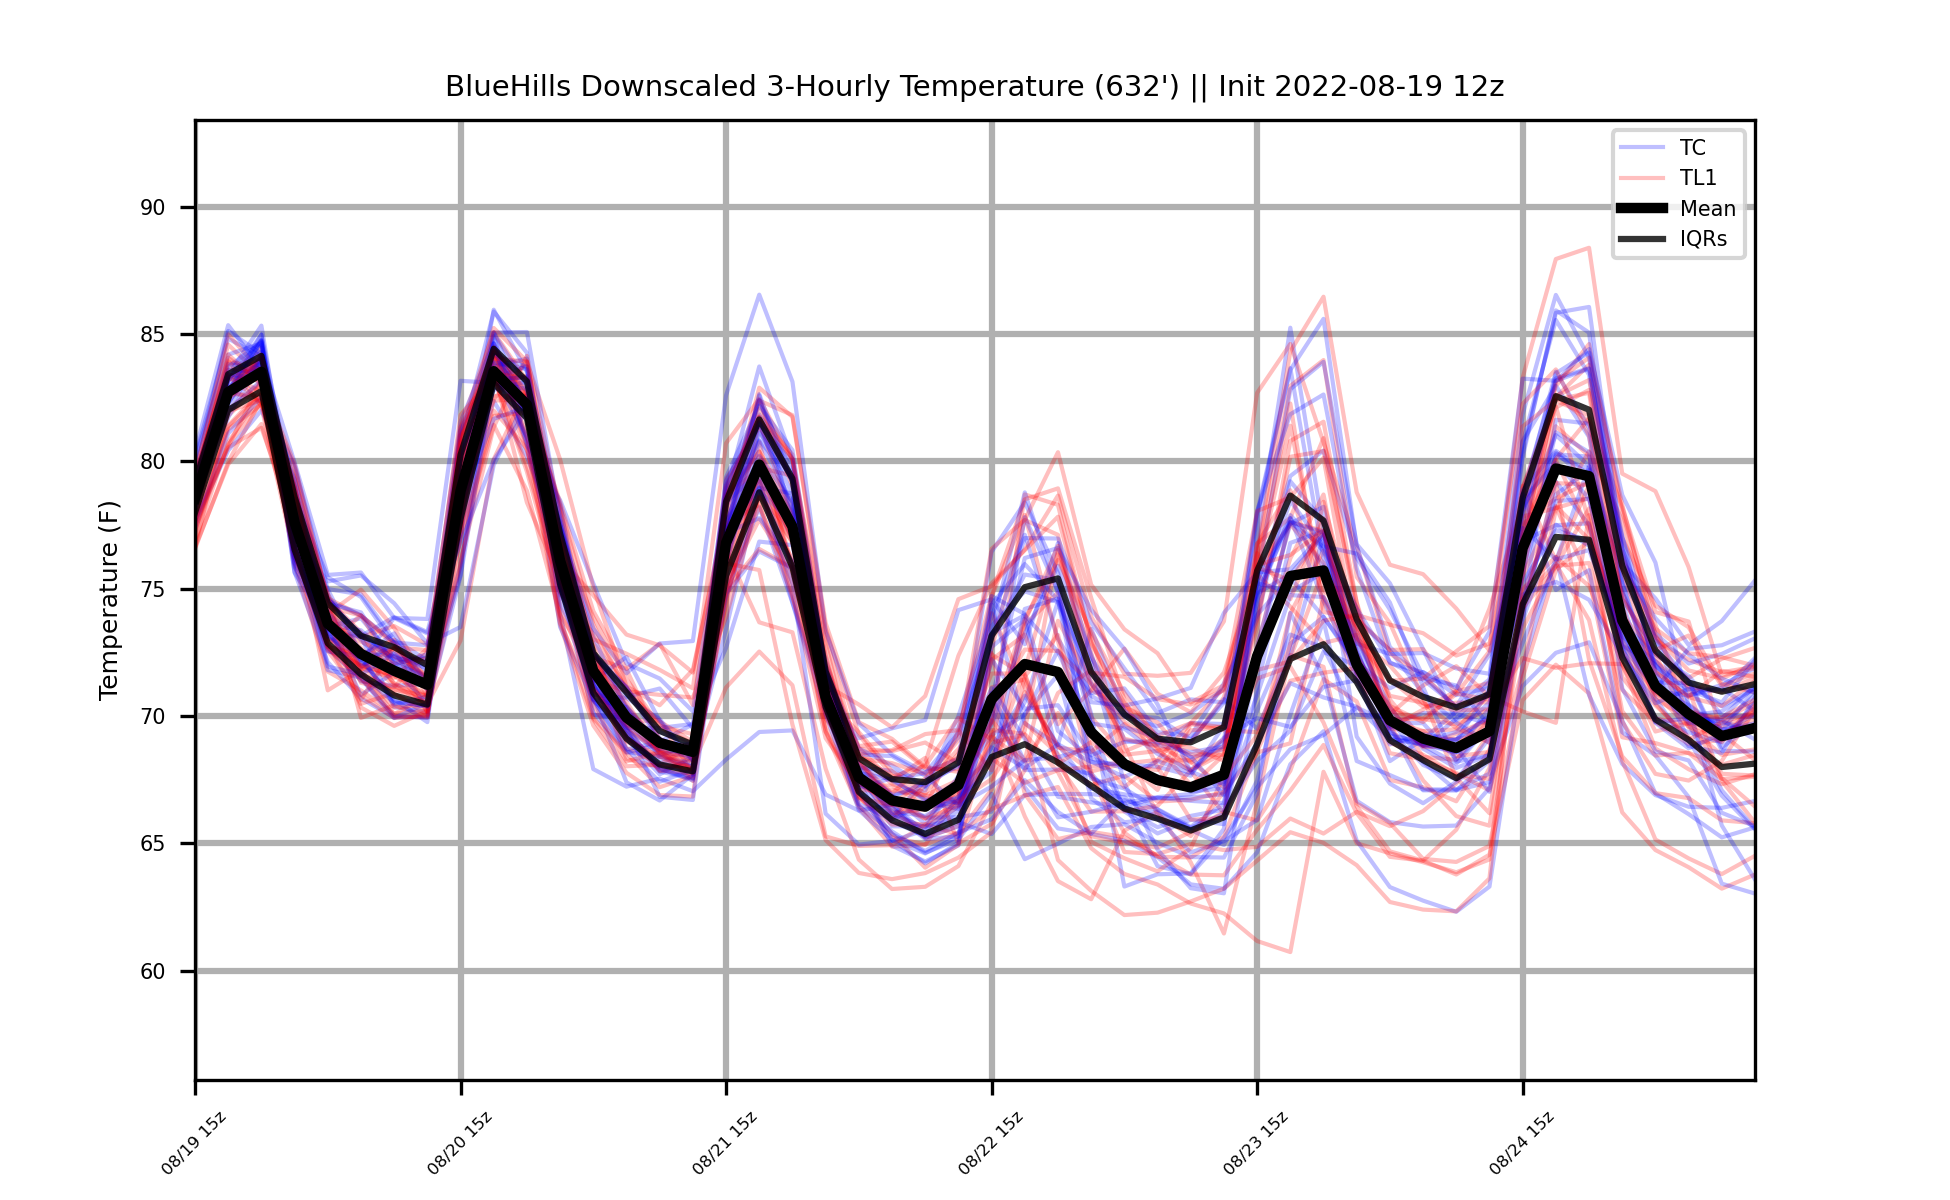 BlueHills Downscaled 3-Hourly Temperature (632') || Init 2022-08-19 12z
TC
TL1
Mean
IQRs
Temperature (F)
90
85
80
75
70
65
60
08/19 15z
08/20 15z
08/21 15z
08/22 15z
08/23 15z
08/24 15z